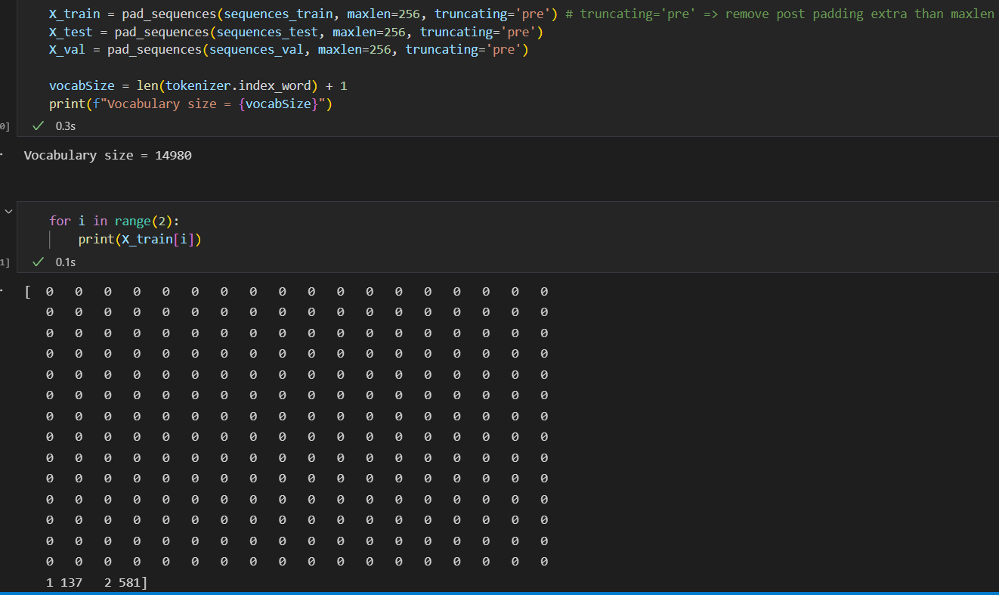 X_train = pad_sequences(sequences_train, maxlen=256, truncating='pre') # truncating='pre' => remove post padding extra than maxlen
X_test = pad_sequences(sequences_test, maxlen=256, truncating='pre')
X_val = pad_sequences(sequences_val, maxlen=256, truncating='pre')
vocabSize = len(tokenizer.index_word) + 1
print(f"Vocabulary size = {vocabSize}")
0] ✓ 0.3s
Vocabulary size = 14980
for i in range(2):
    print(X_train[i])
1] ✓ 0.1s
[  0   0   0   0   0   0   0   0   0   0   0   0   0   0   0   0   0   0
   0   0   0   0   0   0   0   0   0   0   0   0   0   0   0   0   0   0
   0   0   0   0   0   0   0   0   0   0   0   0   0   0   0   0   0   0
   0   0   0   0   0   0   0   0   0   0   0   0   0   0   0   0   0   0
   0   0   0   0   0   0   0   0   0   0   0   0   0   0   0   0   0   0
   0   0   0   0   0   0   0   0   0   0   0   0   0   0   0   0   0   0
   0   0   0   0   0   0   0   0   0   0   0   0   0   0   0   0   0   0
   0   0   0   0   0   0   0   0   0   0   0   0   0   0   0   0   0   0
   0   0   0   0   0   0   0   0   0   0   0   0   0   0   0   0   0   0
   0   0   0   0   0   0   0   0   0   0   0   0   0   0   0   0   0   0
   0   0   0   0   0   0   0   0   0   0   0   0   0   0   0   0   0   0
   0   0   0   0   0   0   0   0   0   0   0   0   0   0   0   0   0   0
   0   0   0   0   0   0   0   0   0   0   0   0   0   0   0   0   0   0
   0   0   0   0   0   0   0   0   0   0   0   0   0   0   0   0   0   0
   1 137   2 581]